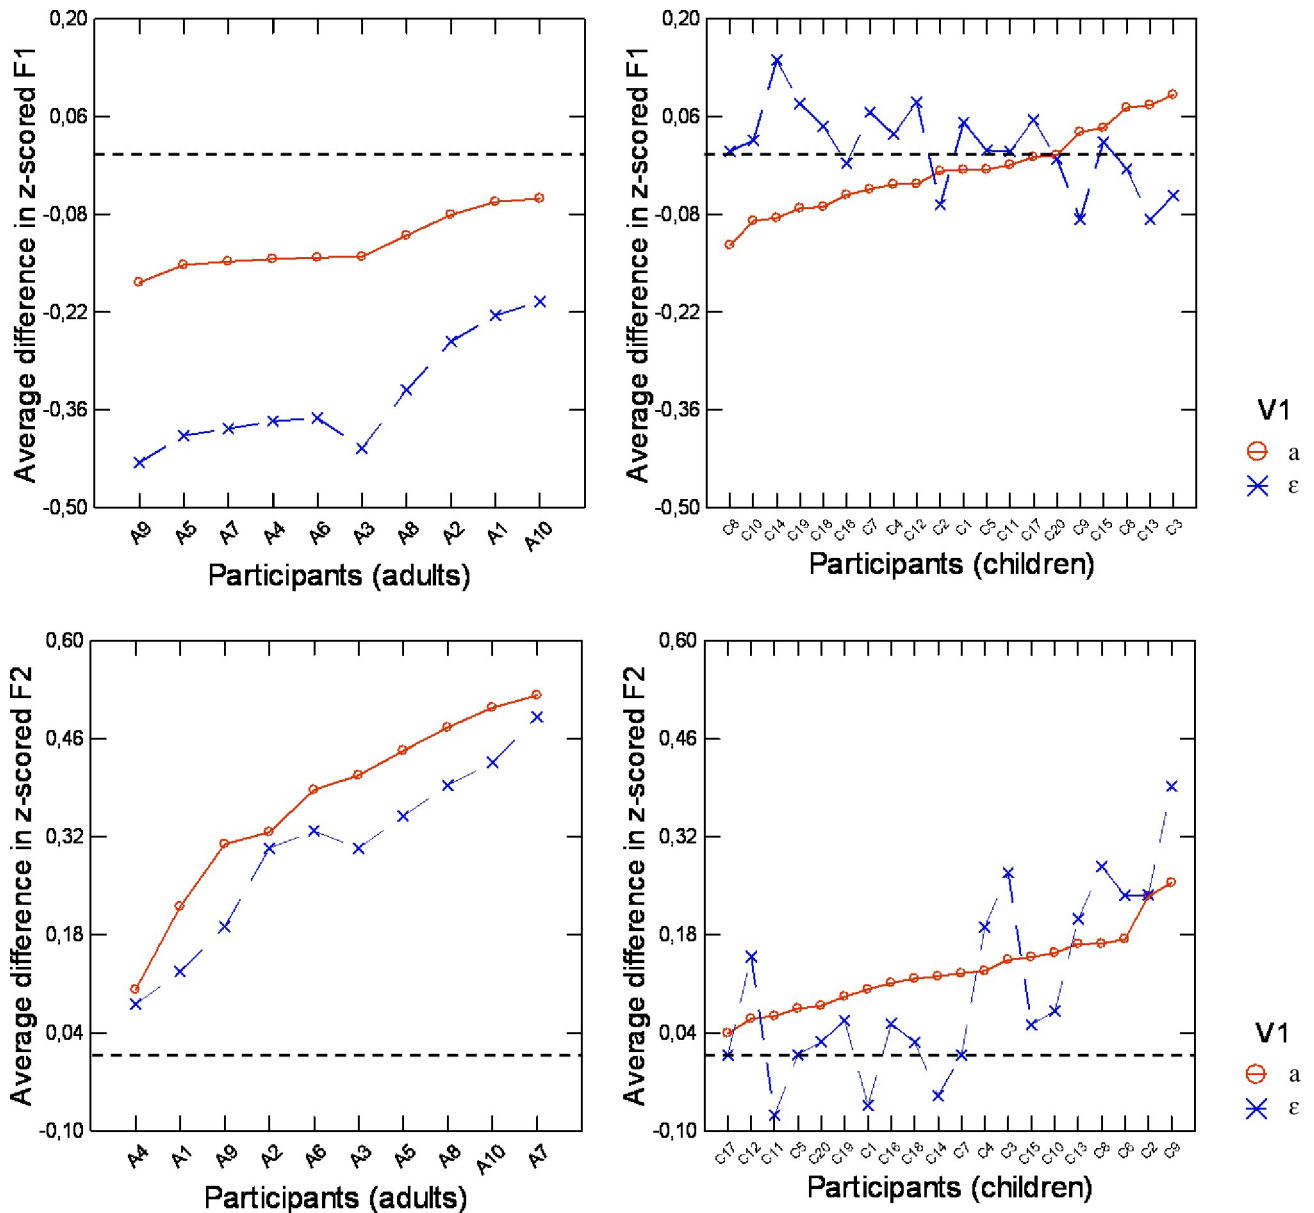 Average difference in z-scored F1
0,20
0,06
-0,08
-0,22
-0,36
-0,50
A9 A5 A7 A4 A6 A3 A8 A2 A1 A10
Participants (adults)
Average difference in z-scored F1
0,20
0,06
-0,08
-0,22
-0,36
-0,50
C8 C10 C14 C19 C18 C16 C7 C4 C12 C2 C1 C5 C11 C17 C20 C9 C15 C6 C13 C3
Participants (children)
V1
a
ε
Average difference in z-scored F2
0,60
0,46
0,32
0,18
0,04
-0,10
A4 A1 A9 A2 A6 A3 A5 A8 A10 A7
Participants (adults)
Average difference in z-scored F2
0,60
0,46
0,32
0,18
0,04
-0,10
C17 C12 C11 C5 C20 C19 C1 C16 C18 C14 C7 C4 C3 C15 C10 C13 C8 C6 C2 C9
Participants (children)
V1
a
ε